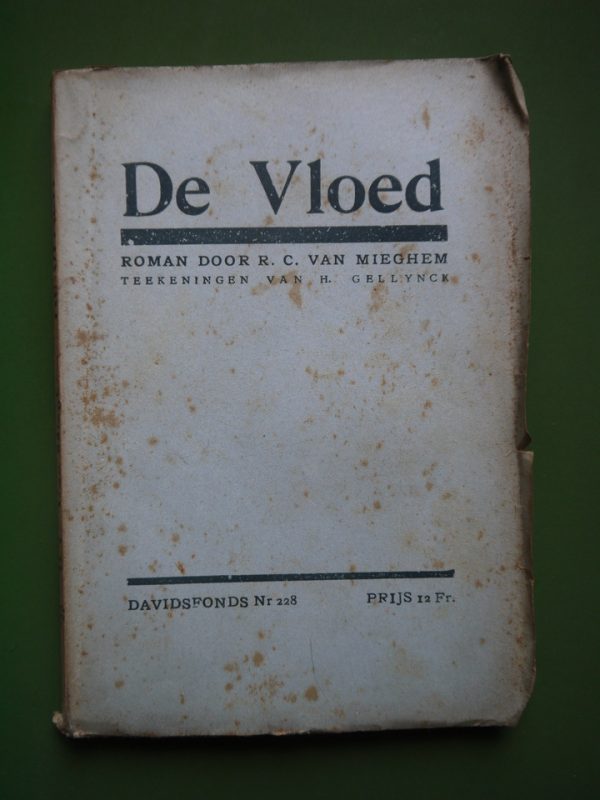 De Vloed
ROMAN DOOR R. C. VAN MIEGHEM
TEEKENINGEN VAN H. GELLYNCK
DAVIDSFONDS Nr 228 PRIJS 12 Fr.